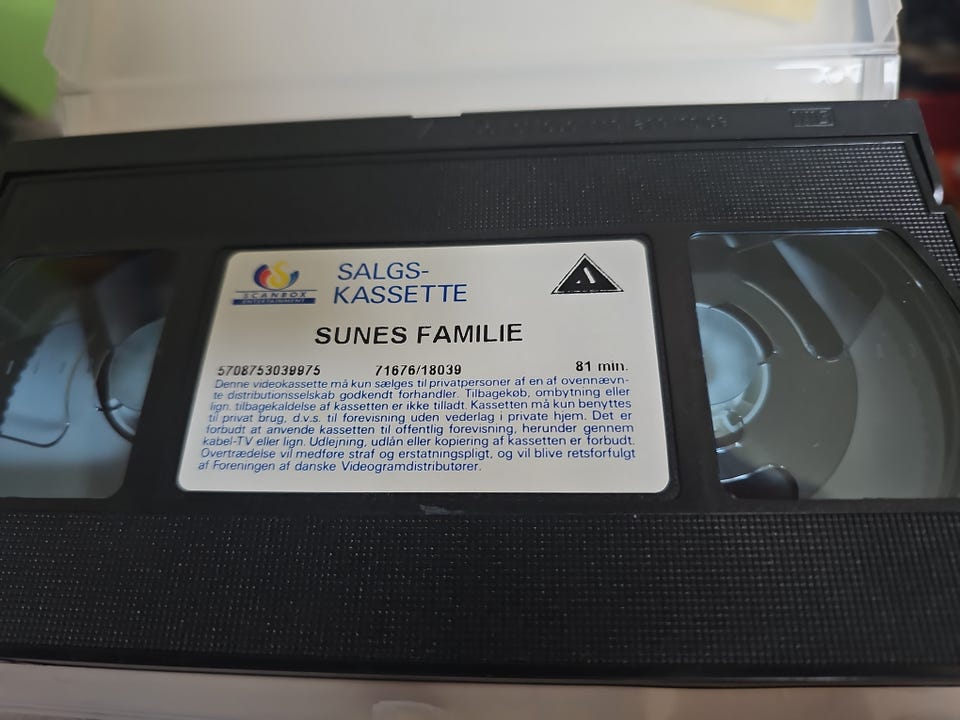 VHS
SCANBOX
ENTERTAINMENT
SALGS-
KASSETTE
A
SUNES FAMILIE
5708753039975 71676/18039 81 min.
Denne videokassette må kun sælges til privatpersoner af en af ovennævn-
te distributionsselskab godkendt forhandler. Tilbagekøb, ombytning eller
lign. tilbagekaldelse af kassetten er ikke tilladt. Kassetten må kun benyttes
til privat brug, d.v.s. til forevisning uden vederlag i private hjem. Det er
forbudt at anvende kassetten til offentlig forevisning, herunder gennem
kabel-TV eller lign. Udlejning, udlån eller kopiering af kassetten er forbudt.
Overtrædelse vil medføre straf og erstatningspligt, og vil blive retsforfulgt
af Foreningen af danske Videogramdistributører.